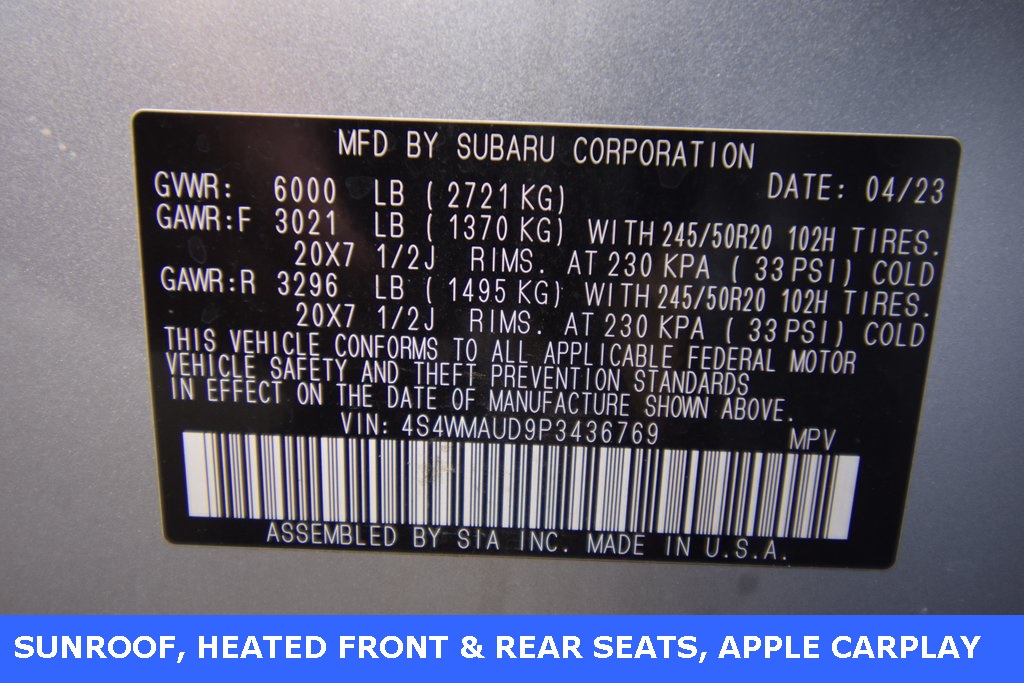 MFD BY SUBARU CORPORATION
GVWR: 6000 LB ( 2721 KG) DATE: 04/23
GAWR:F 3021 LB ( 1370 KG) WITH 245/50R20 102H TIRES.
20X7 1/2J RIMS. AT 230 KPA ( 33 PSI) COLD
GAWR:R 3296 LB ( 1495 KG) WITH 245/50R20 102H TIRES.
20X7 1/2J RIMS. AT 230 KPA ( 33 PSI) COLD
THIS VEHICLE CONFORMS TO ALL APPLICABLE FEDERAL MOTOR
VEHICLE SAFETY AND THEFT PREVENTION STANDARDS
IN EFFECT ON THE DATE OF MANUFACTURE SHOWN ABOVE.
VIN: 4S4WMAUD9P3436769 MPV
ASSEMBLED BY SIA INC. MADE IN U.S.A.
SUNROOF, HEATED FRONT & REAR SEATS, APPLE CARPLAY